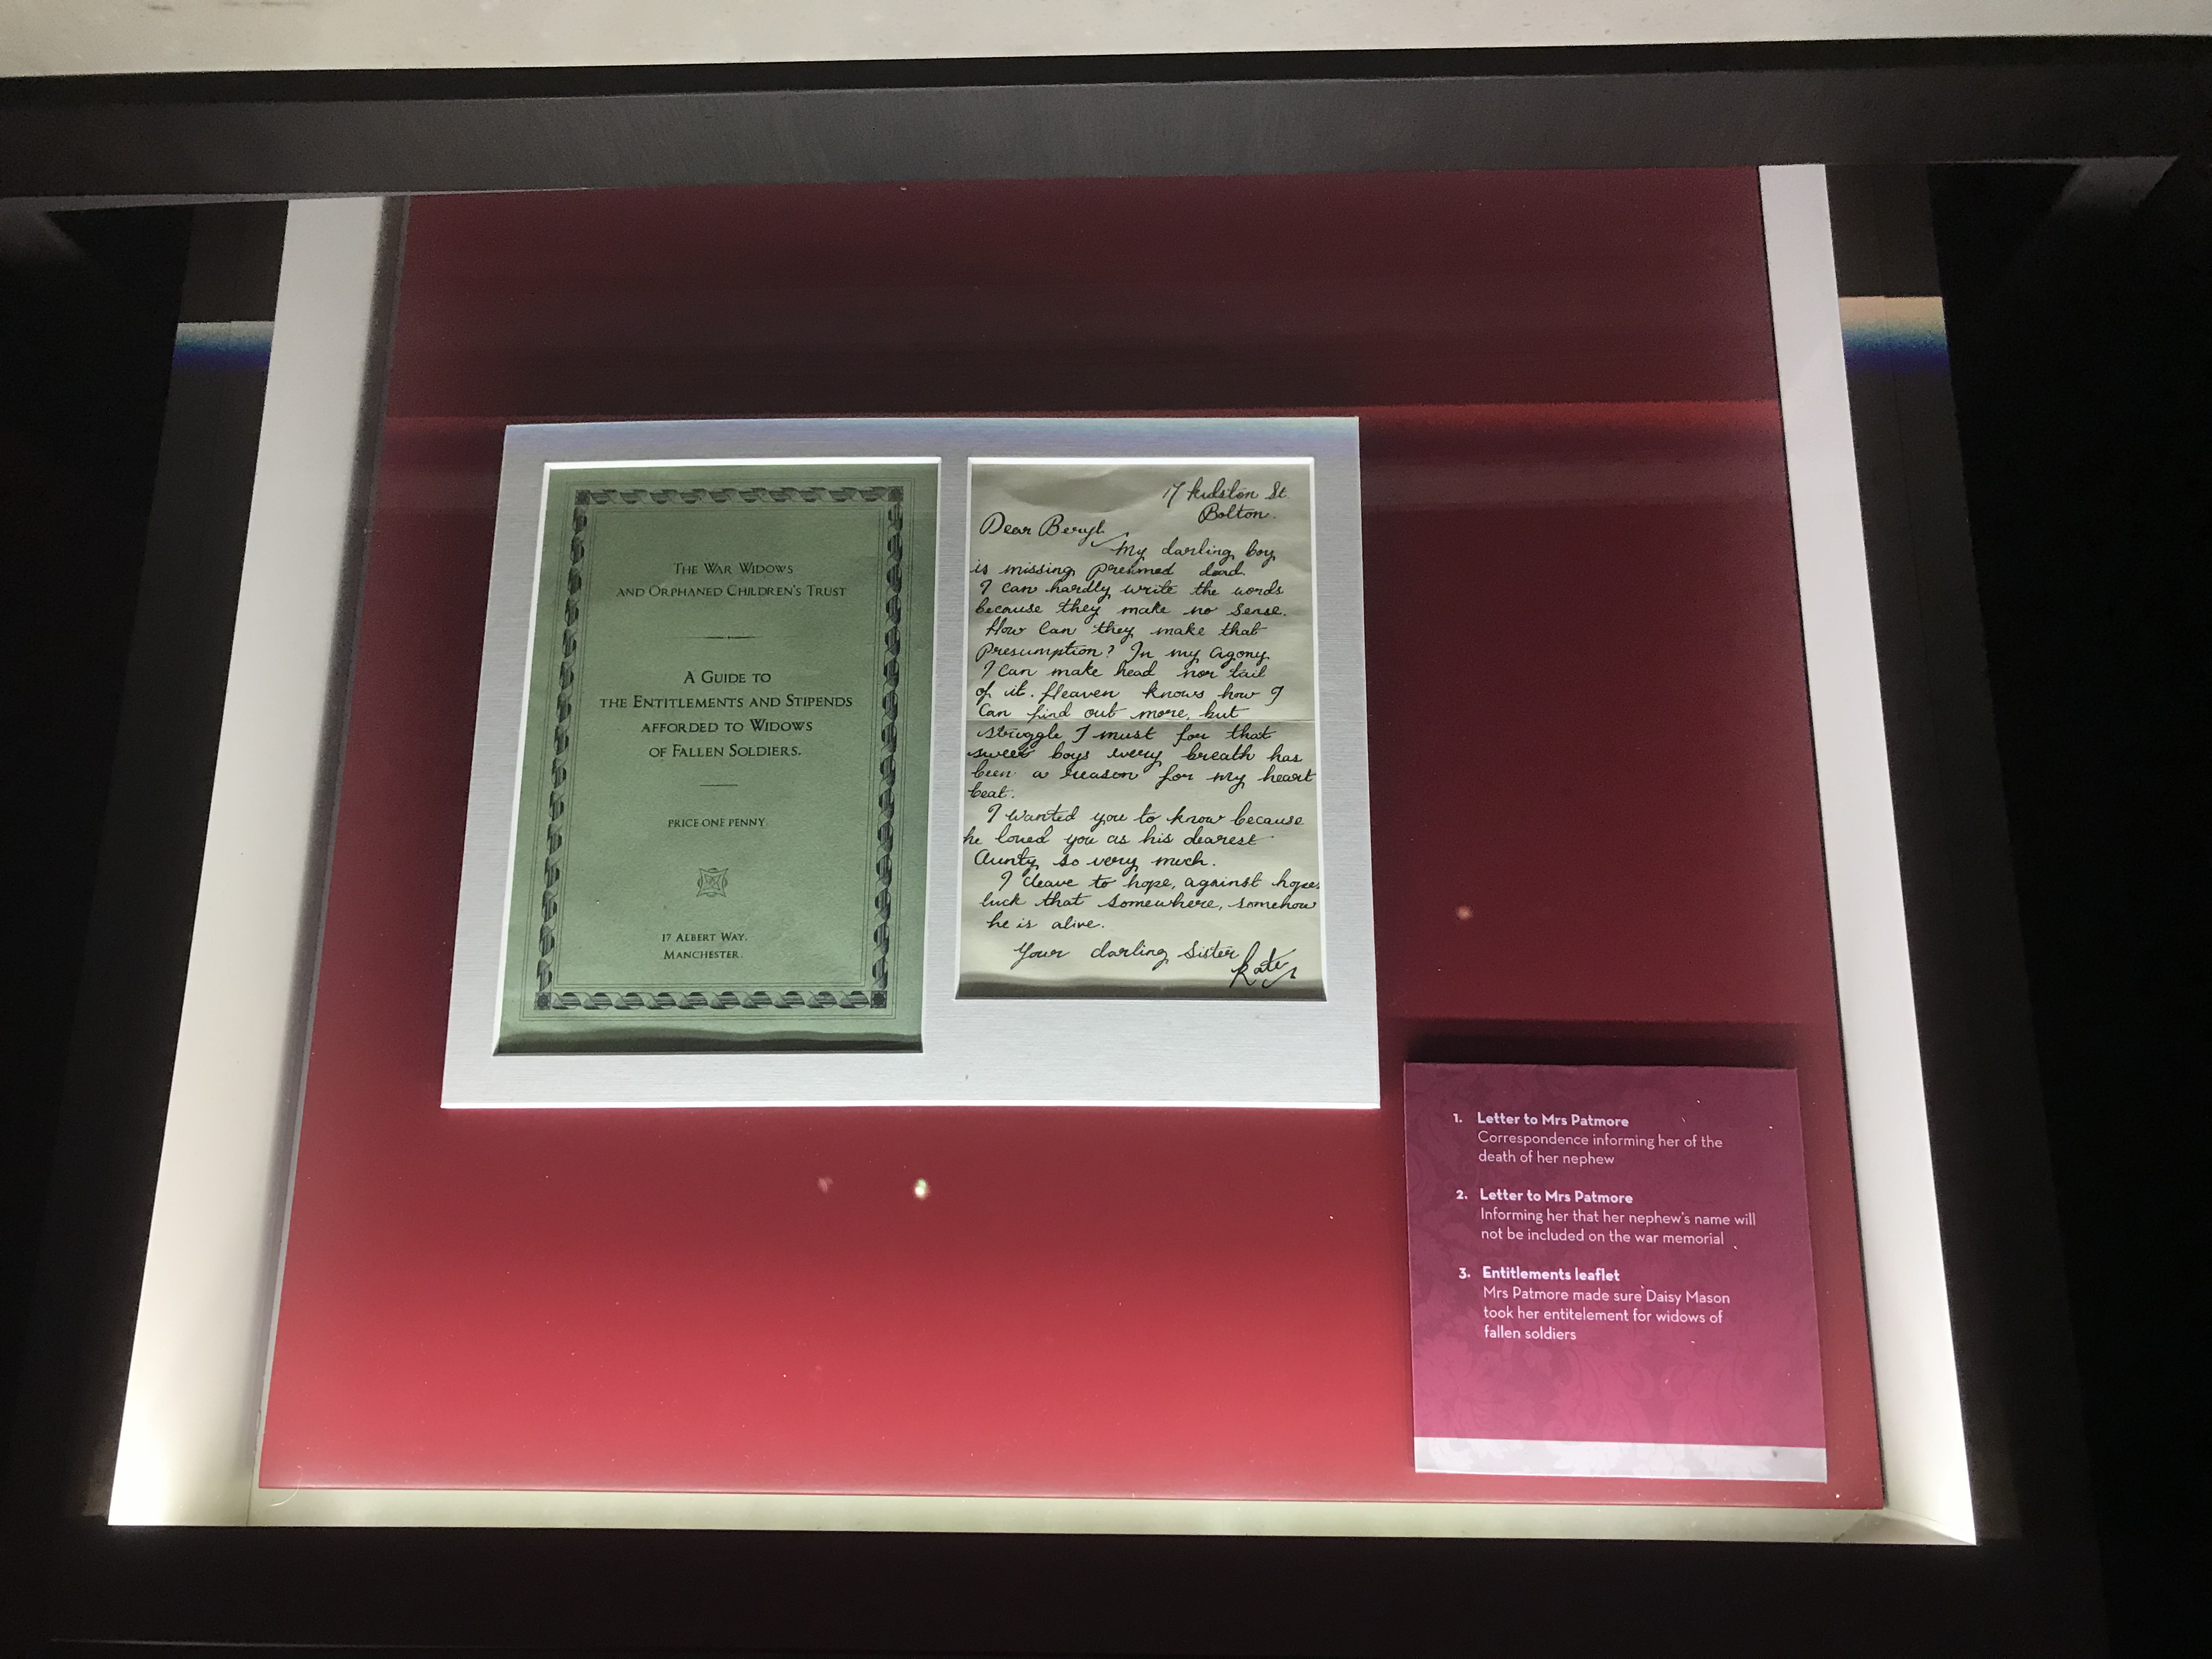 THE WAR WIDOWS
AND ORPHANED CHILDREN'S TRUST
A GUIDE TO
THE ENTITLEMENTS AND STIPENDS
AFFORDED TO WIDOWS
OF FALLEN SOLDIERS.
PRICE ONE PENNY
17 ALBERT WAY,
MANCHESTER.
17 Kidston St.
Bolton.
Dear Beryl
My darling boy
is missing presumed dead.
I can hardly write the words
because they make no sense.
How can they make that
presumption? In my agony
I can make head nor tail
of it. Heaven knows how I
can find out more, but
struggle I must for that
sweet boys every breath has
been a reason for my heart
beat.
I wanted you to know because
he loved you as his dearest
Aunty so very much.
I cleave to hope, against hopes
luck that somewhere, somehow
he is alive.
Your darling Sister
Kate
1. Letter to Mrs Patmore
Correspondence informing her of the
death of her nephew
2. Letter to Mrs Patmore
Informing her that her nephew's name will
not be included on the war memorial
3. Entitlements leaflet
Mrs Patmore made sure Daisy Mason
took her entitelement for widows of
fallen soldiers